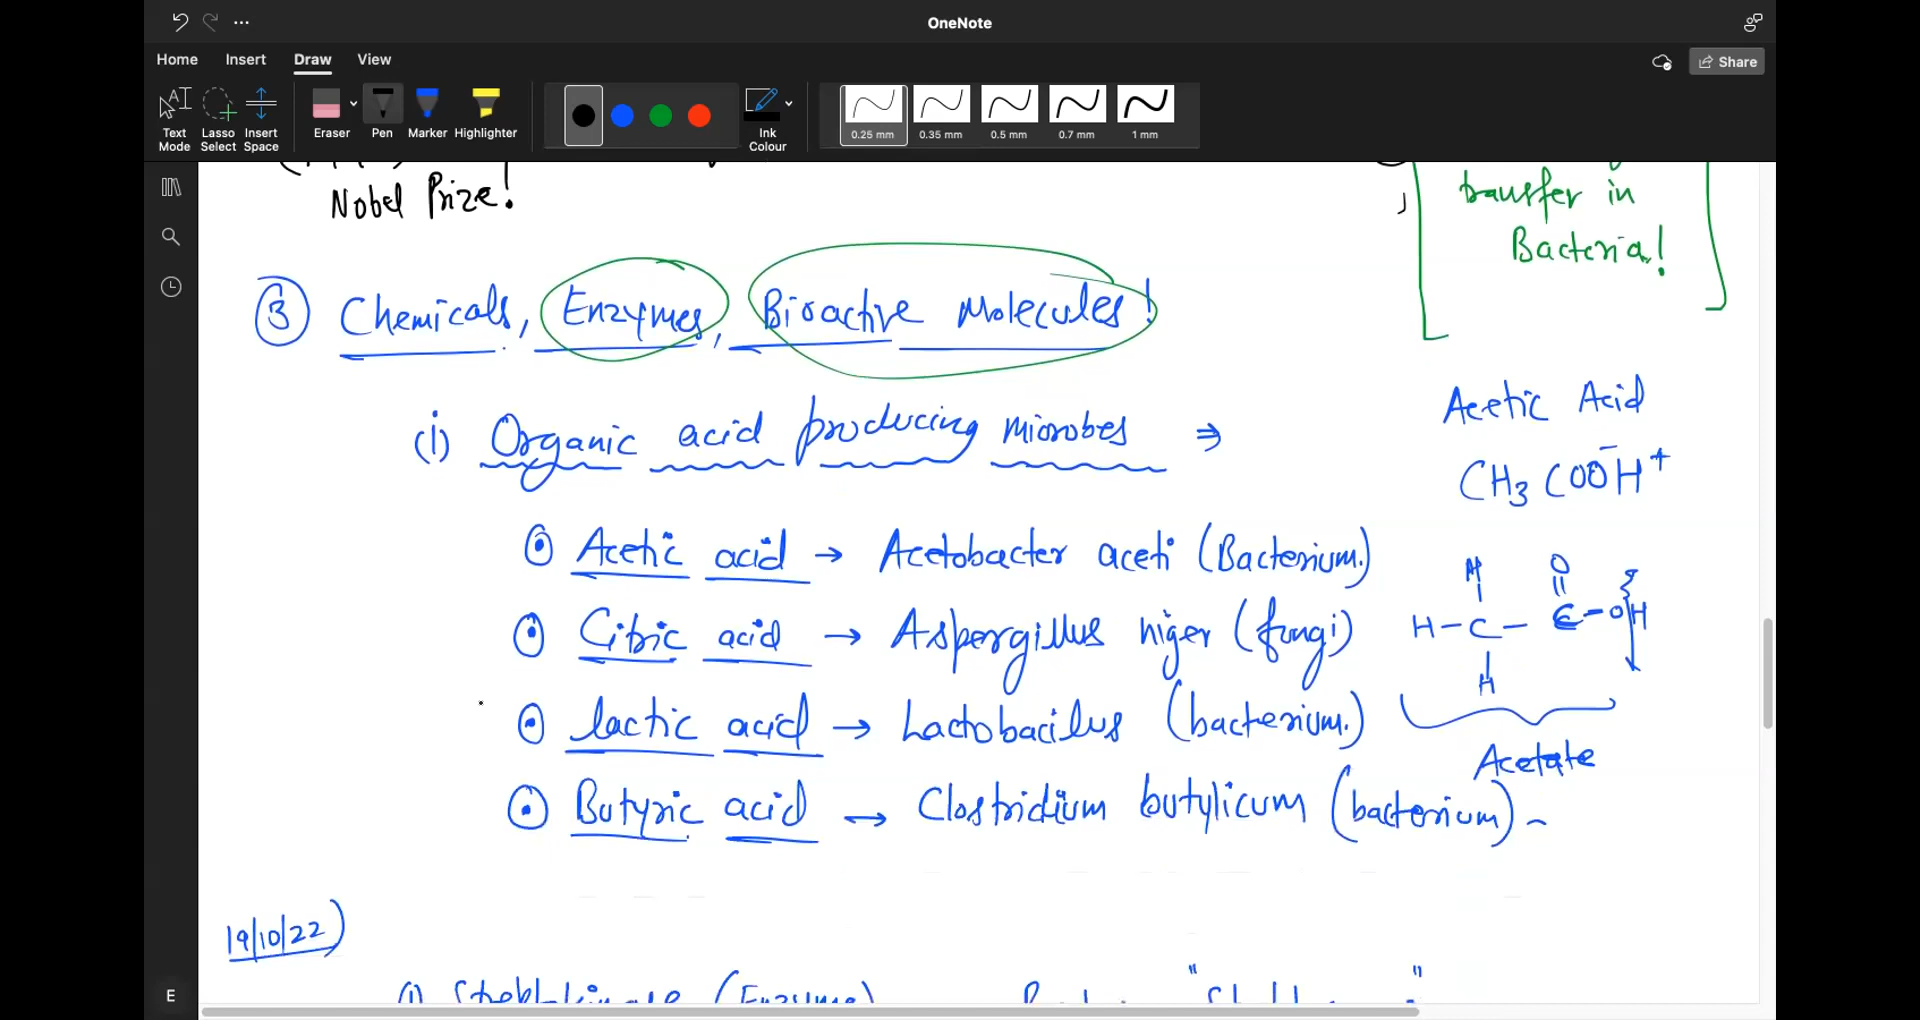 OneNote
Home Insert Draw View
Share
Text Mode
Lasso Select
Insert Space
Eraser
Pen
Marker
Highlighter
Ink Colour
0.25 mm
0.35 mm
0.5 mm
0.7 mm
1 mm
Nobel Prize!
transfer in
Bacteria!
③ Chemicals, Enzymes, Bioactive Molecules!
(i) Organic acid producing microbes ⇒
Acetic Acid
CH3 COO⁻H⁺
⊙ Acetic acid → Acetobacter aceti (Bacterium.)
⊙ Citric acid → Aspergillus niger (fungi)
⊙ lactic acid → Lactobacilus (bacterium.)
⊙ Butyric acid → Clostridium butylicum (bacterium) ~
H O
H-C- C-OH
H
Acetate
19/10/22
(Enzyme)
E